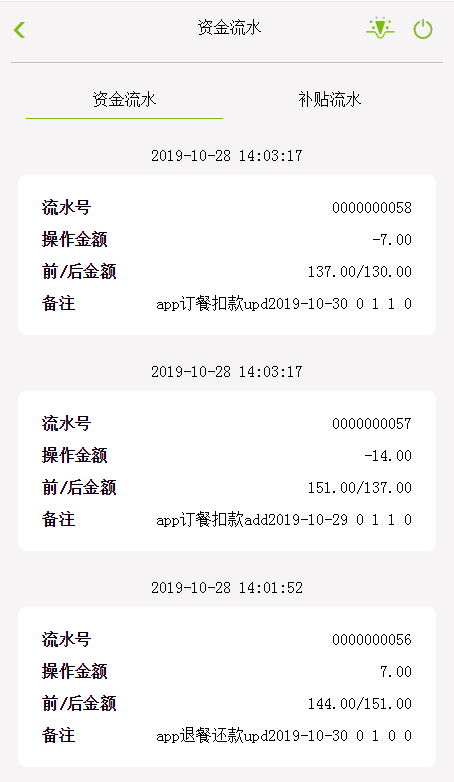 资金流水
资金流水 补贴流水
2019-10-28 14:03:17
流水号 0000000058
操作金额 -7.00
前/后金额 137.00/130.00
备注 app订餐扣款upd2019-10-30 0 1 1 0
2019-10-28 14:03:17
流水号 0000000057
操作金额 -14.00
前/后金额 151.00/137.00
备注 app订餐扣款add2019-10-29 0 1 1 0
2019-10-28 14:01:52
流水号 0000000056
操作金额 7.00
前/后金额 144.00/151.00
备注 app退餐还款upd2019-10-30 0 1 0 0